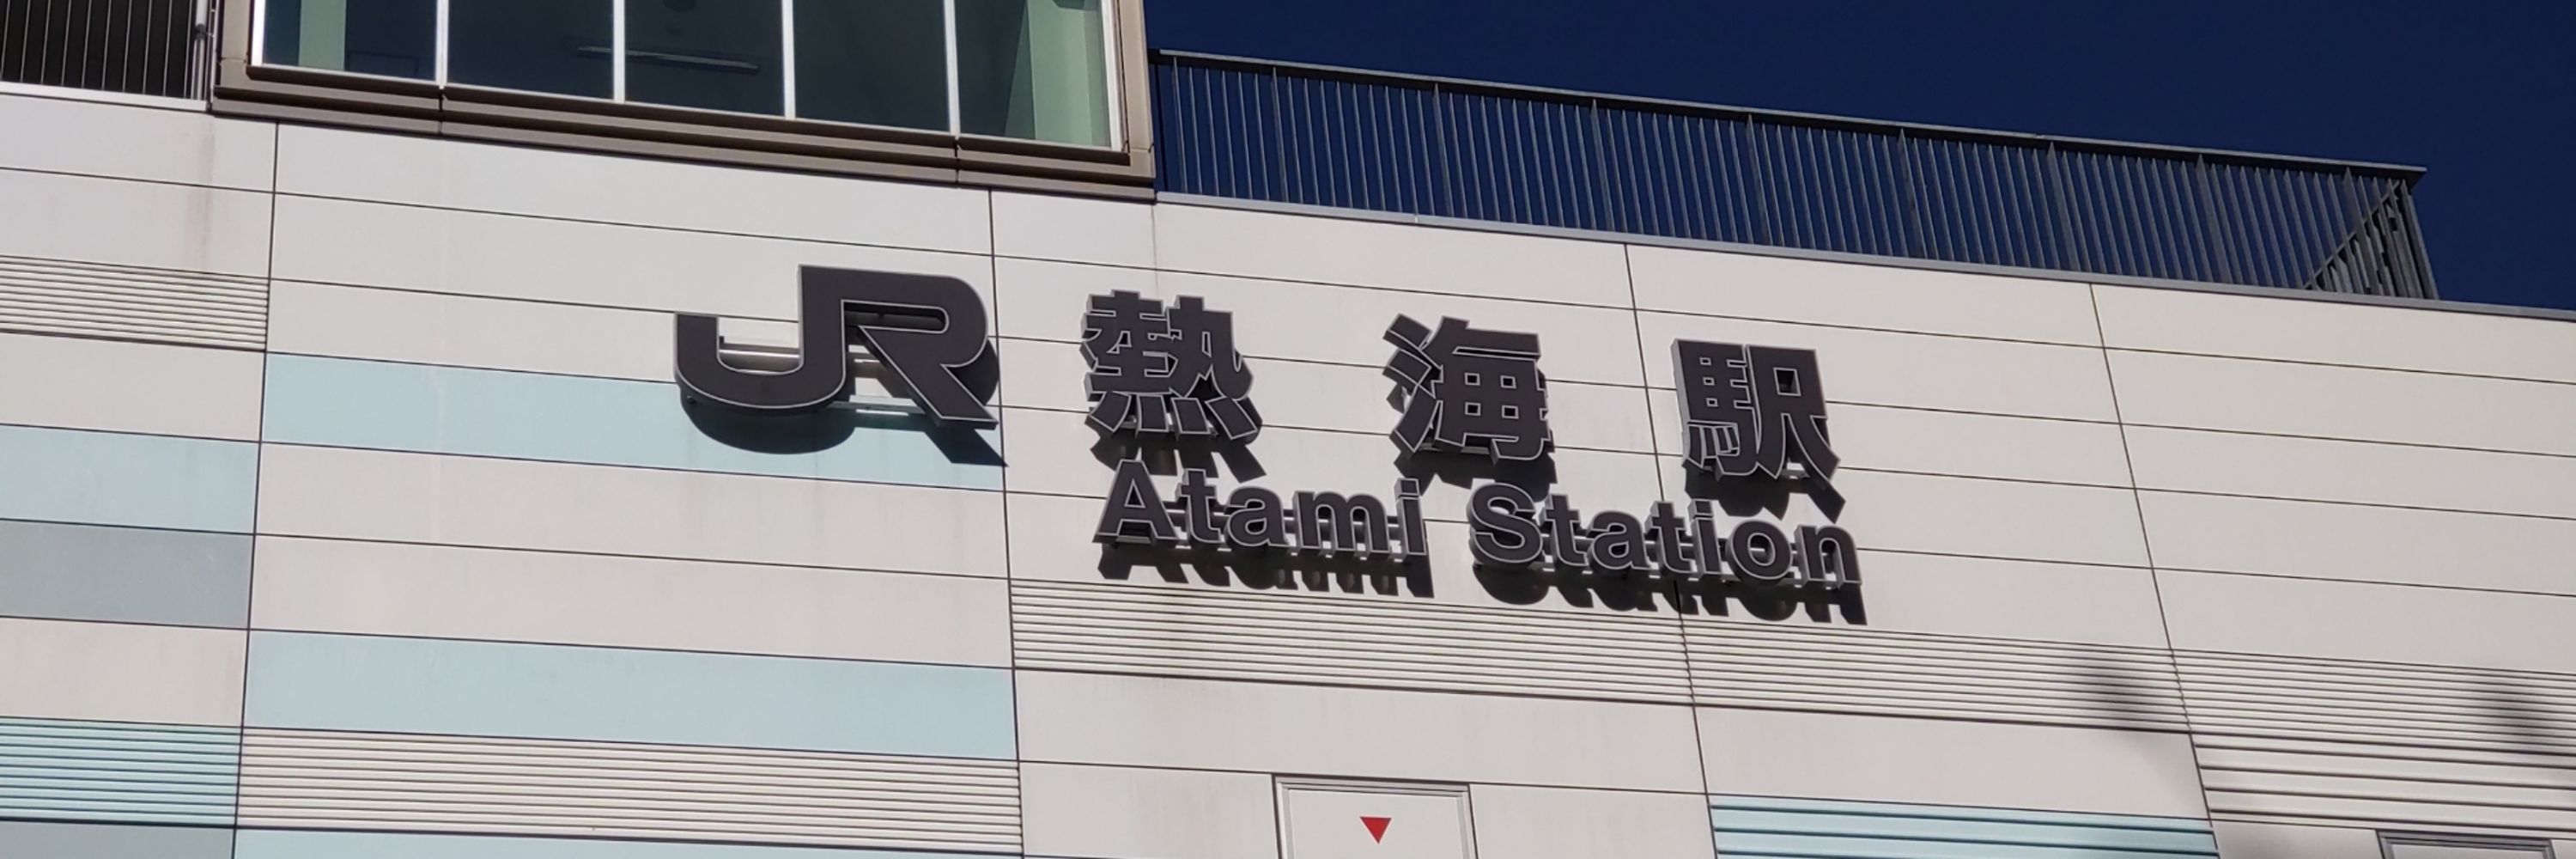 JR 熱海駅
Atami Station